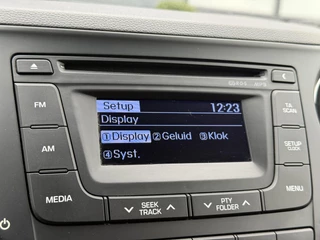 FM
AM
MEDIA
Setup 12:23
Display
①Display ②Geluid ③Klok
④Syst.
TA
SCAN
SETUP
CLOCK
MENU
SEEK
TRACK
PTY
FOLDER